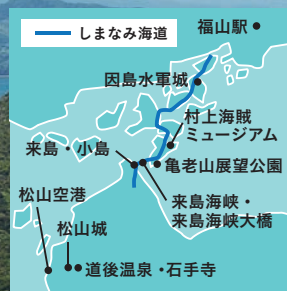 しまなみ海道
福山駅
因島水軍城
村上海賊
ミュージアム
来島・小島
亀老山展望公園
来島海峡・
来島海峡大橋
松山空港
松山城
道後温泉・石手寺